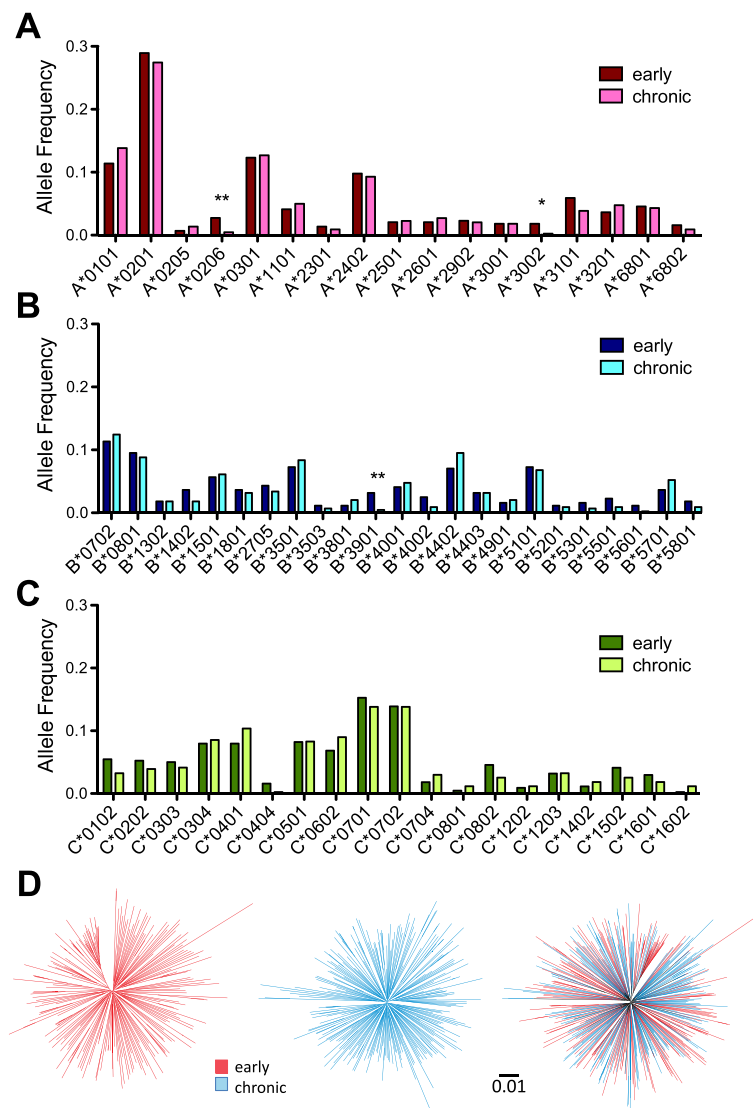 A
0.3
0.2
0.1
0.0
Allele Frequency
early
chronic
**
*
A*0101
A*0201
A*0205
A*0206
A*0301
A*1101
A*2301
A*2402
A*2501
A*2601
A*2902
A*3001
A*3002
A*3101
A*3201
A*6801
A*6802
B
0.3
0.2
0.1
0.0
Allele Frequency
early
chronic
**
B*0702
B*0801
B*1302
B*1402
B*1501
B*1801
B*2705
B*3501
B*3503
B*3801
B*3901
B*4001
B*4002
B*4402
B*4403
B*4901
B*5101
B*5201
B*5301
B*5501
B*5601
B*5701
B*5801
C
0.3
0.2
0.1
0.0
Allele Frequency
early
chronic
C*0102
C*0202
C*0303
C*0304
C*0401
C*0404
C*0501
C*0602
C*0701
C*0702
C*0704
C*0801
C*0802
C*1202
C*1203
C*1402
C*1502
C*1601
C*1602
D
early
chronic
0.01